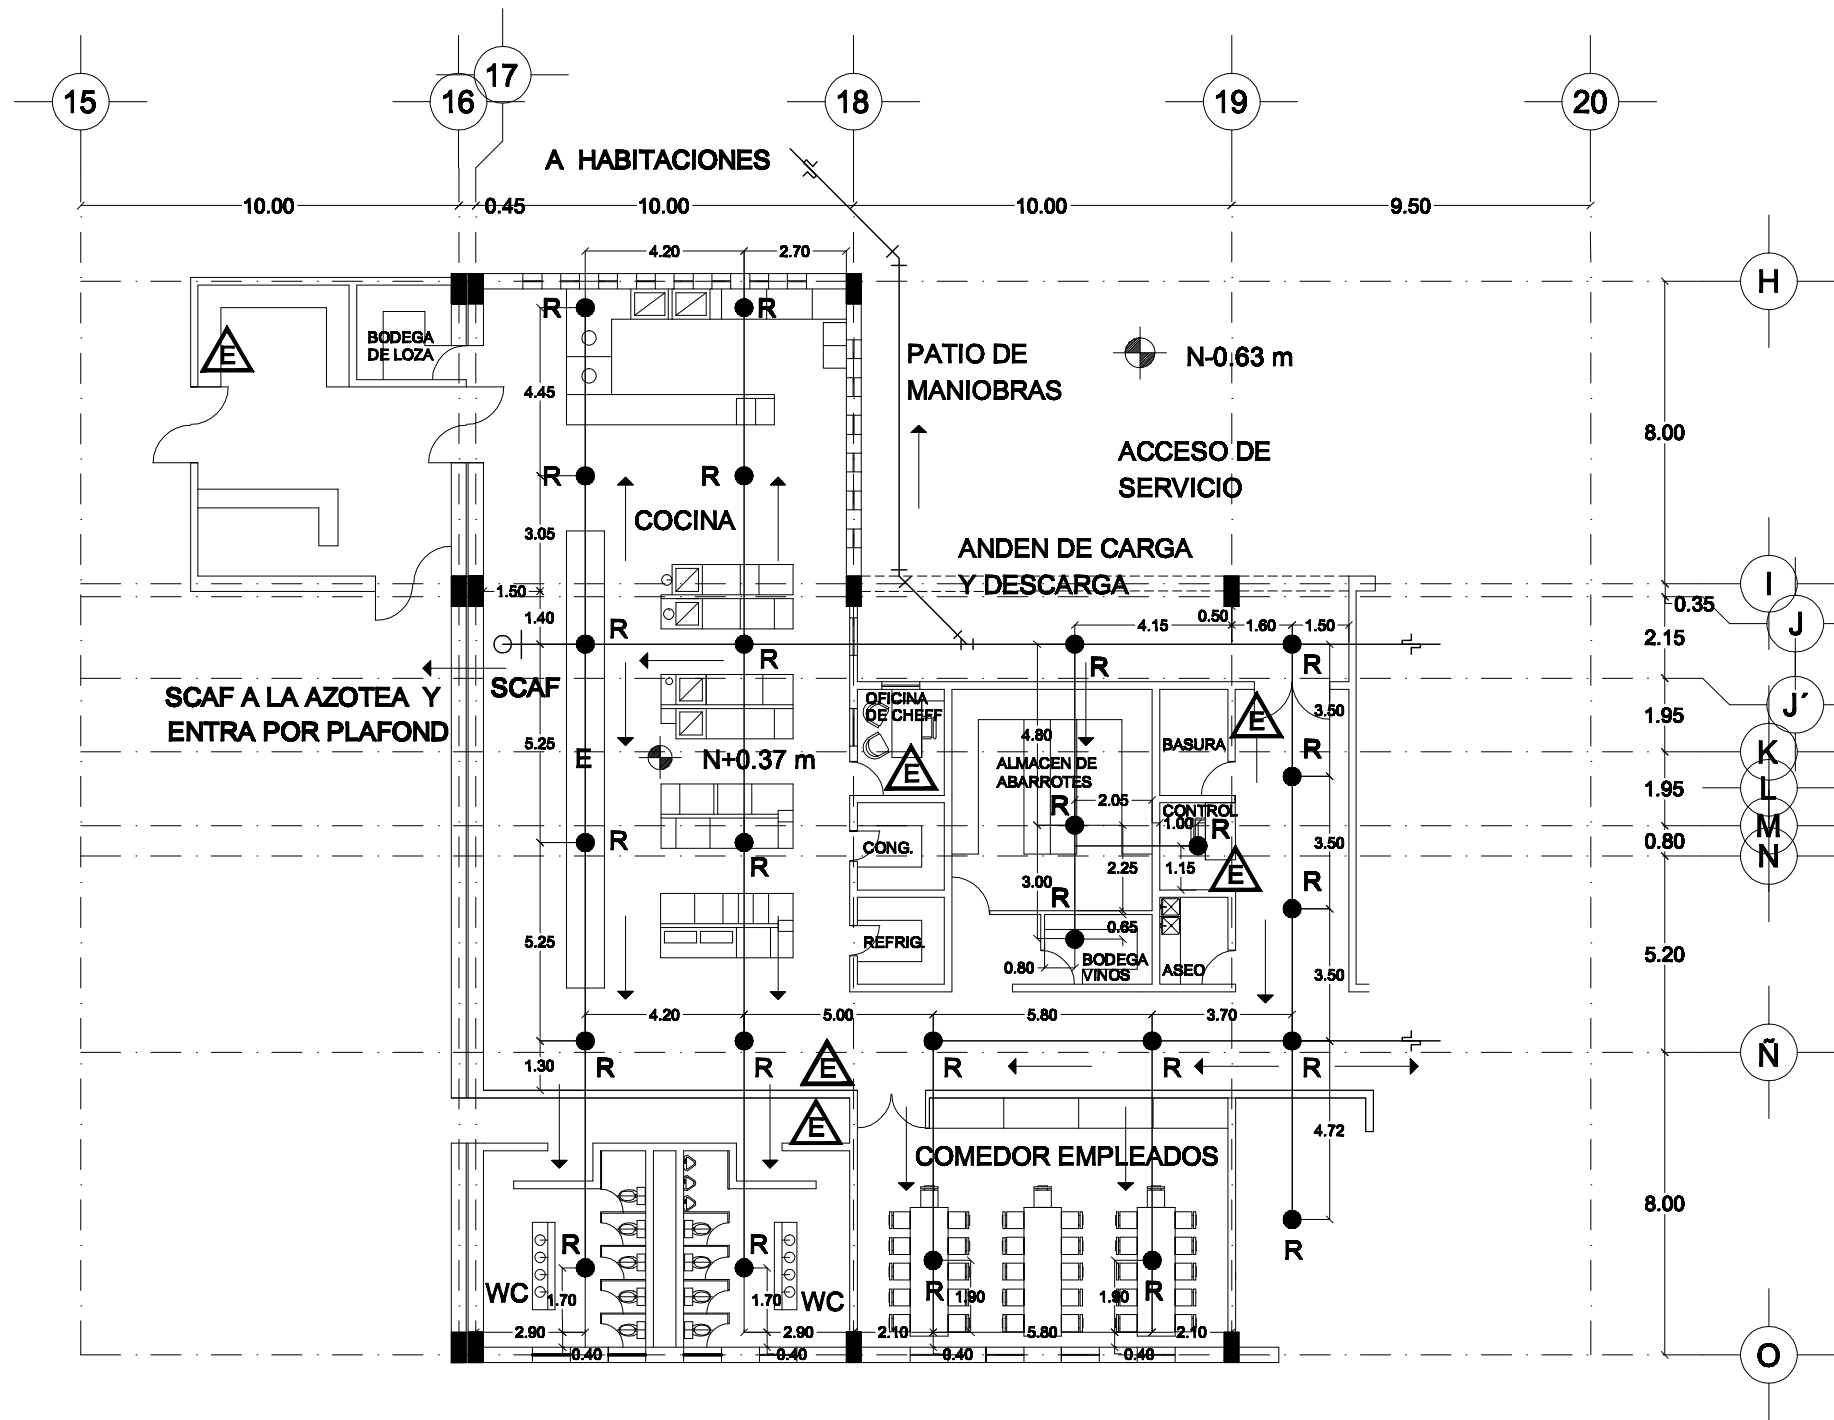 17
15
16
18
19
20
A HABITACIONES
10.00
0.45
10.00
10.00
9.50
4.20
2.70
H
R
R
BODEGA
DE LOZA
E
PATIO DE
MANIOBRAS
N-0.63 m
4.45
8.00
ACCESO DE
SERVICIO
R
R
COCINA
3.05
ANDEN DE CARGA
Y DESCARGA
I
1.50
1.40
0.35
J
R
R
4.15
0.50
1.60
1.50
2.15
R
R
SCAF
SCAF A LA AZOTEA Y
ENTRA POR PLAFOND
OFICINA
DE CHEFF
E
E
3.50
J´
1.95
5.25
E
N+0.37 m
4.80
ALMACEN DE
ABARROTES
BASURA
R
K
1.95
L
2.05
R
CONTROL
1.00
R
M
R
R
CONG.
3.50
0.80
N
2.25
1.15
E
3.00
R
R
0.65
5.25
REFRIG.
0.80
BODEGA
VINOS
ASEO
3.50
5.20
4.20
5.00
5.80
3.70
1.30
R
R
E
R
R
R
Ñ
E
4.72
COMEDOR EMPLEADOS
8.00
R
R
R
WC
1.70
1.70
WC
R
1.90
1.90
R
2.90
2.90
2.10
5.80
2.10
0.40
0.40
0.40
O